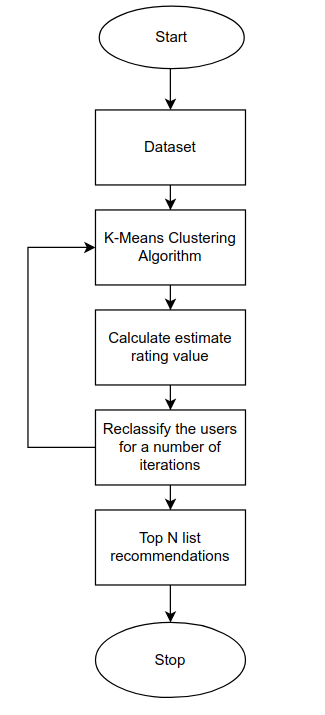 Start
Dataset
K-Means Clustering
Algorithm
Calculate estimate
rating value
Reclassify the users
for a number of
iterations
Top N list
recommendations
Stop